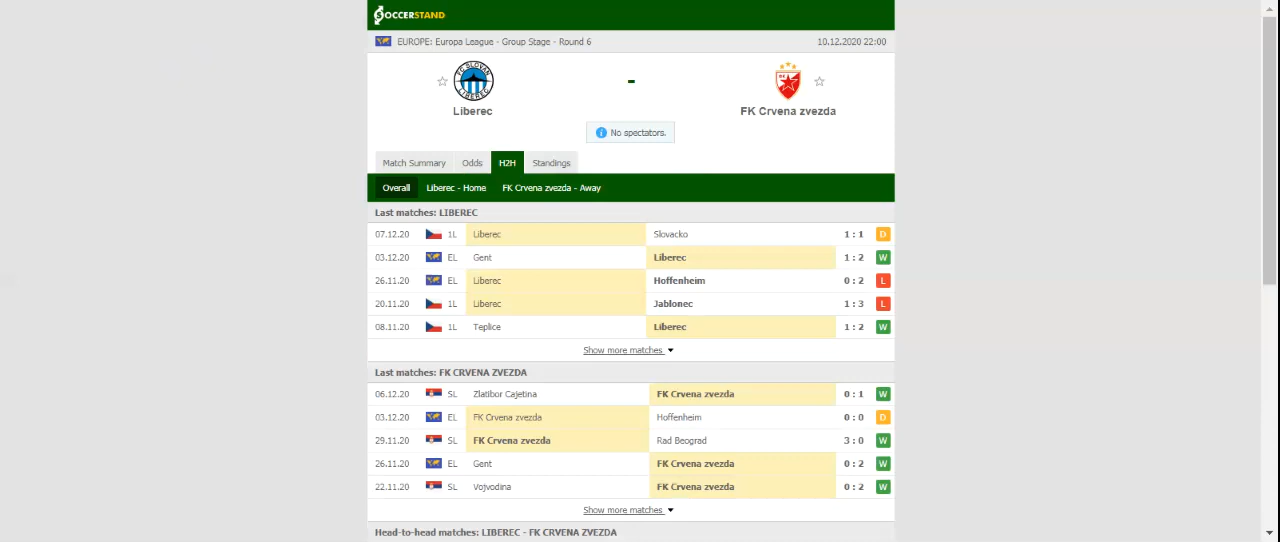 SOCCERSTAND
EUROPE: Europa League - Group Stage - Round 6 10.12.2020 22:00
-
Liberec FK Crvena zvezda
No spectators.
Match Summary Odds H2H Standings
Overall Liberec - Home FK Crvena zvezda - Away
Last matches: LIBEREC
07.12.20 1L Liberec Slovacko 1 : 1 D
03.12.20 EL Gent Liberec 1 : 2 W
26.11.20 EL Liberec Hoffenheim 0 : 2 L
20.11.20 1L Liberec Jablonec 1 : 3 L
08.11.20 1L Teplice Liberec 1 : 2 W
Show more matches
Last matches: FK CRVENA ZVEZDA
06.12.20 SL Zlatibor Cajetina FK Crvena zvezda 0 : 1 W
03.12.20 EL FK Crvena zvezda Hoffenheim 0 : 0 D
29.11.20 SL FK Crvena zvezda Rad Beograd 3 : 0 W
26.11.20 EL Gent FK Crvena zvezda 0 : 2 W
22.11.20 SL Vojvodina FK Crvena zvezda 0 : 2 W
Show more matches
Head-to-head matches: LIBEREC - FK CRVENA ZVEZDA